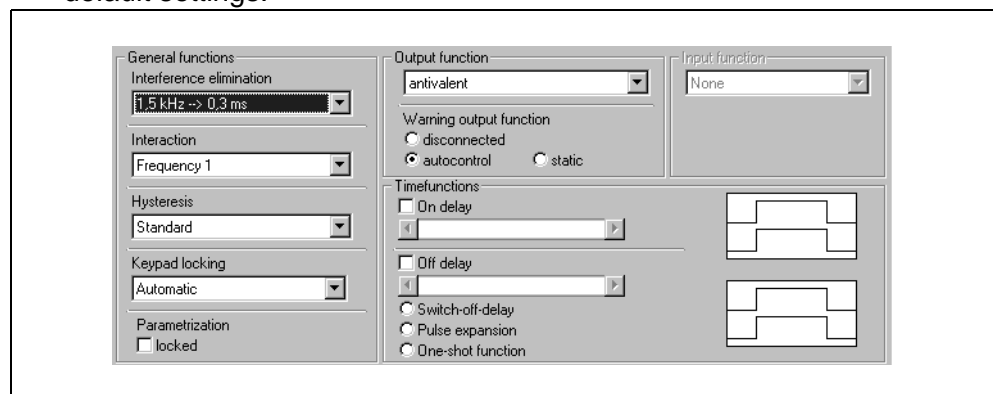 default settings.
General functions
Interference elimination
1,5 kHz --> 0,3 ms
Interaction
Frequency 1
Hysteresis
Standard
Keypad locking
Automatic
Parametrization
locked
Output function
antivalent
Warning output function
disconnected
autocontrol static
Input function
None
Timefunctions
On delay
Off delay
Switch-off-delay
Pulse expansion
One-shot function